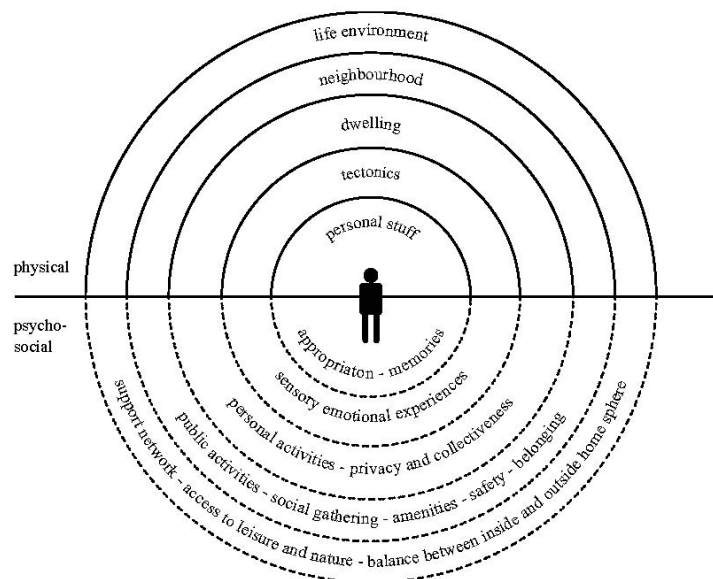 life environment
neighbourhood
dwelling
tectonics
personal stuff
physical
psycho-
social
appropriaton - memories
sensory emotional experiences
personal activities - privacy and collectiveness
public activities - social gathering - amenities - safety - belonging
support network - access to leisure and nature - balance between inside and outside home sphere